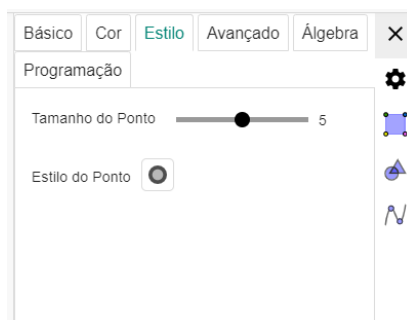 Básico Cor Estilo Avançado Álgebra
Programação
Tamanho do Ponto 5
Estilo do Ponto